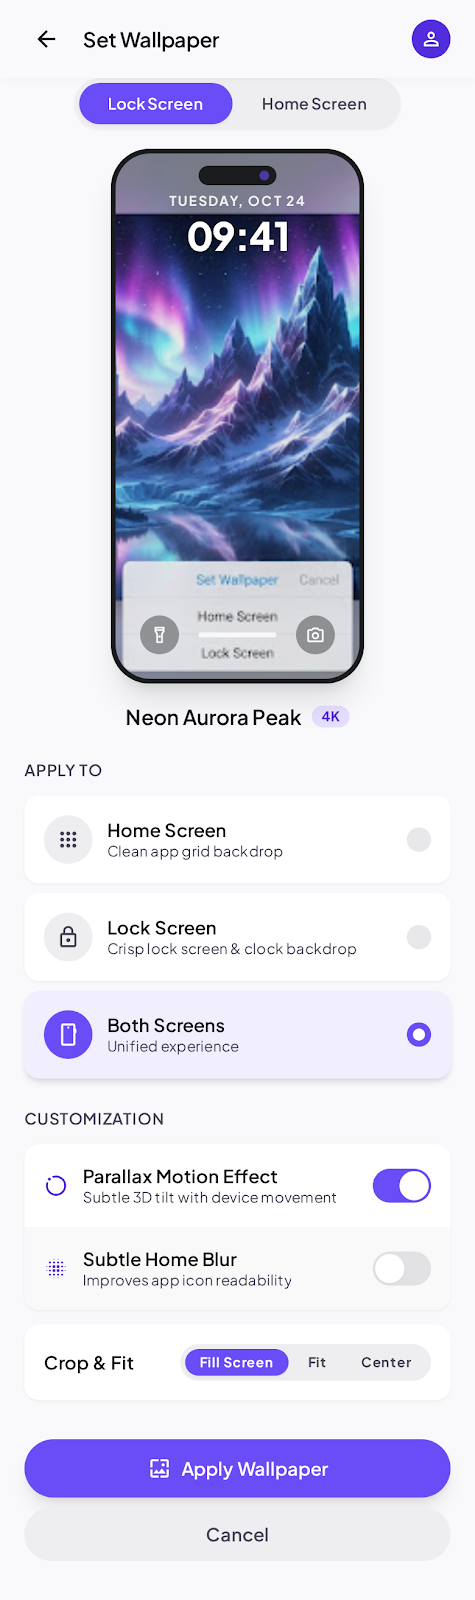 Set Wallpaper
Lock Screen
Home Screen
TUESDAY, OCT 24
09:41
Set Wallpaper
Cancel
Home Screen
Lock Screen
Neon Aurora Peak
4K
APPLY TO
Home Screen
Clean app grid backdrop
Lock Screen
Crisp lock screen & clock backdrop
Both Screens
Unified experience
CUSTOMIZATION
Parallax Motion Effect
Subtle 3D tilt with device movement
Subtle Home Blur
Improves app icon readability
Crop & Fit
Fill Screen
Fit
Center
Apply Wallpaper
Cancel